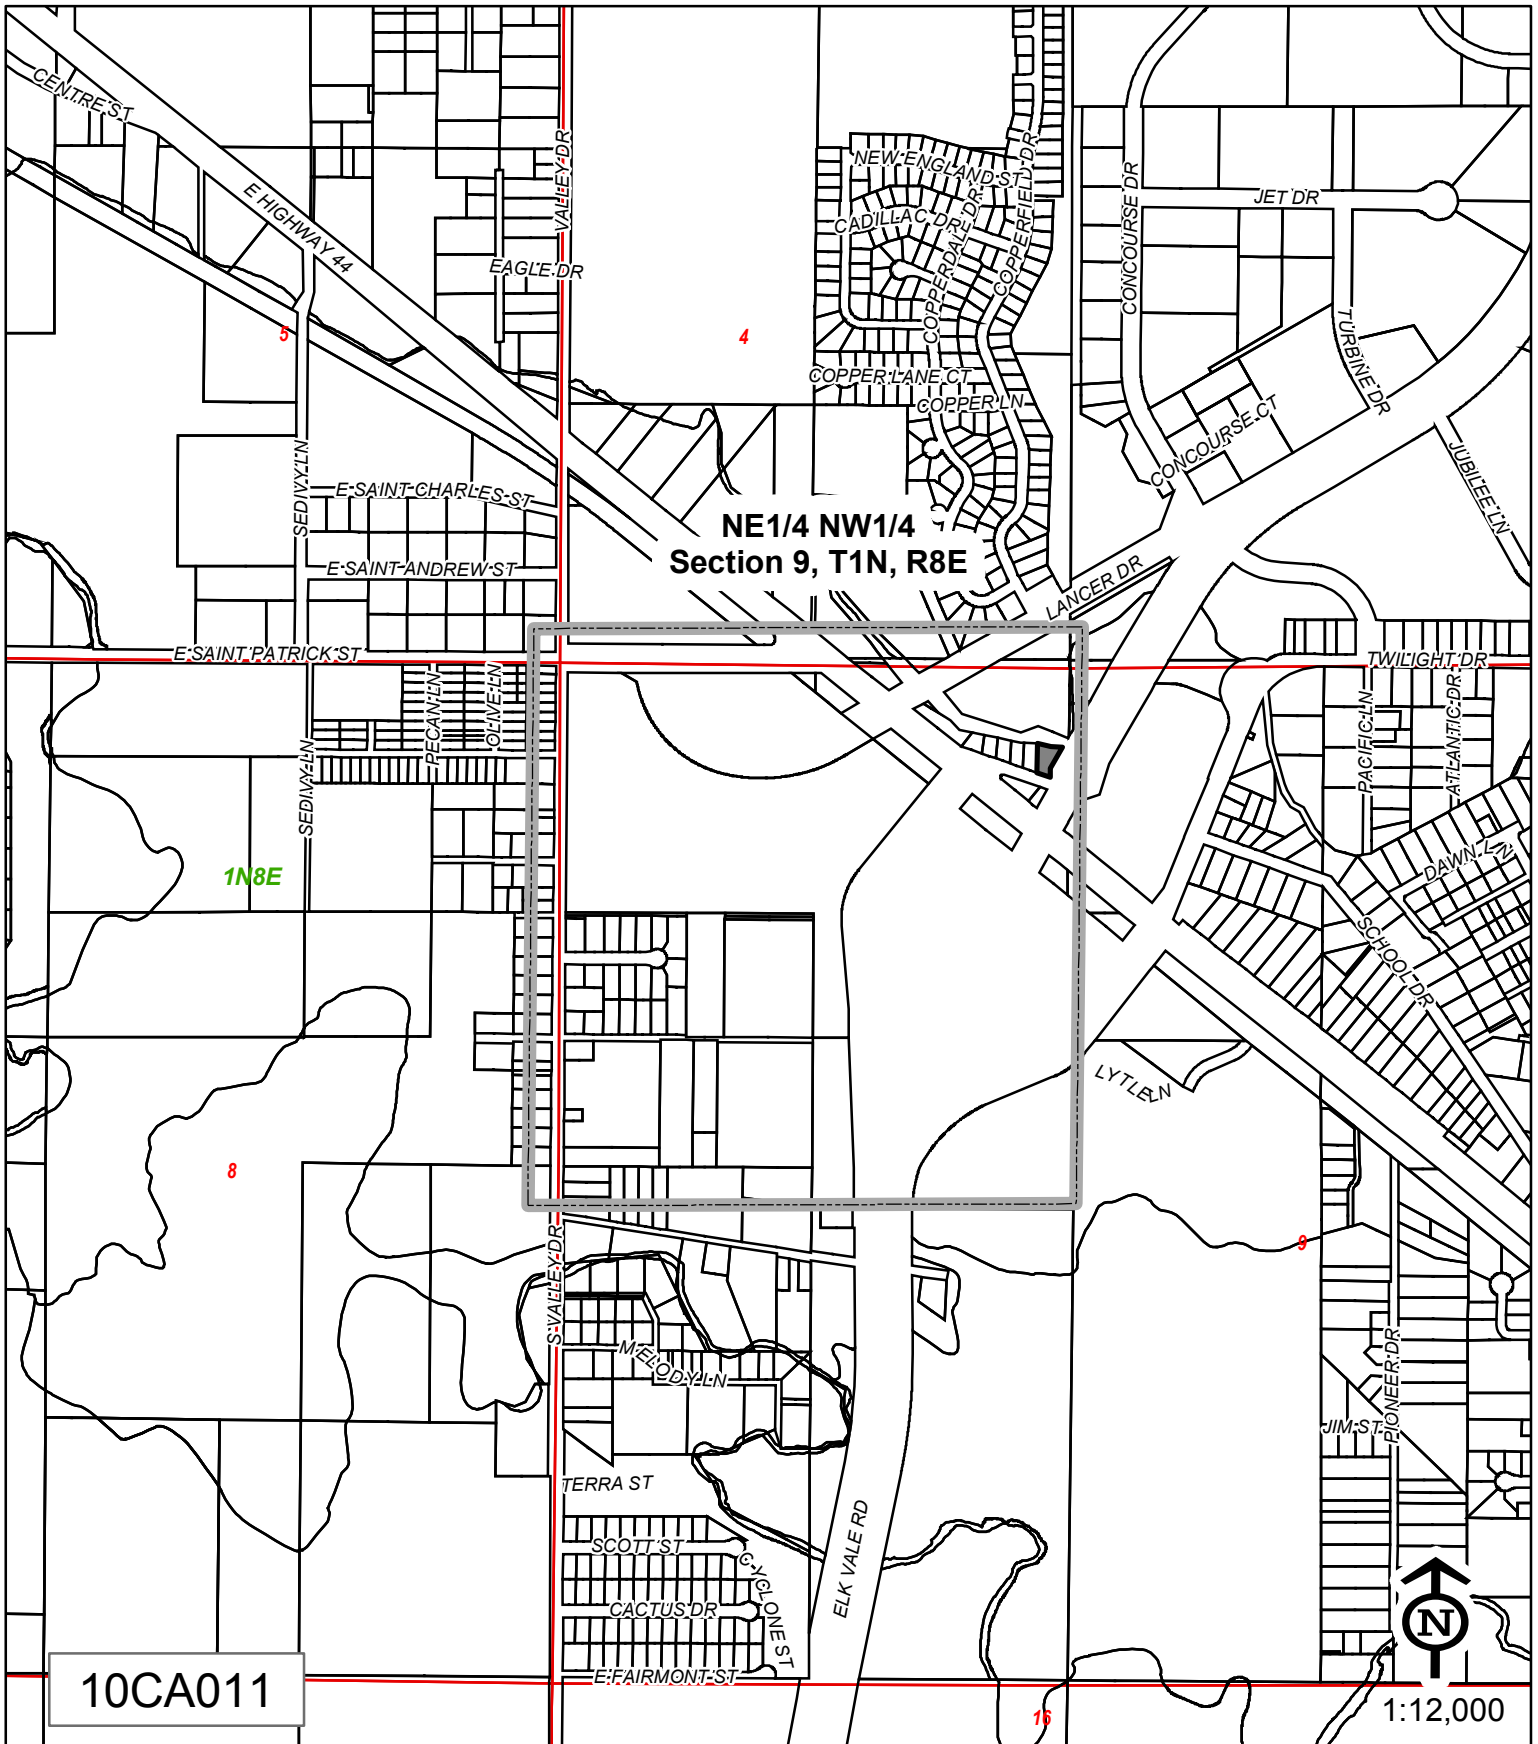 CENTRE ST
E HIGHWAY 44
VALLEY DR
EAGLE DR
NEW ENGLAND ST
CADILLAC DR
COPPERDALE DR
COPPERFIELD DR
CONCOURSE DR
JET DR
TURBINE DR
5
4
COPPER LANE CT
COPPER LN
CONCOURSE CT
JUBILEE LN
SEDIVY LN
E SAINT CHARLES ST
E SAINT ANDREW ST
NE1/4 NW1/4
Section 9, T1N, R8E
LANCER DR
E SAINT PATRICK ST
TWILIGHT DR
PECAN LN
OLIVE LN
SEDIVY LN
PACIFIC LN
ATLANTIC DR
1N8E
DAWN LN
SCHOOL DR
LYTLE LN
8
9
S VALLEY DR
MELODY LN
PIONEER DR
JIM ST
TERRA ST
SCOTT ST
CYCLONE ST
ELK VALE RD
CACTUS DR
E FAIRMONT ST
N
10CA011
16
1:12,000